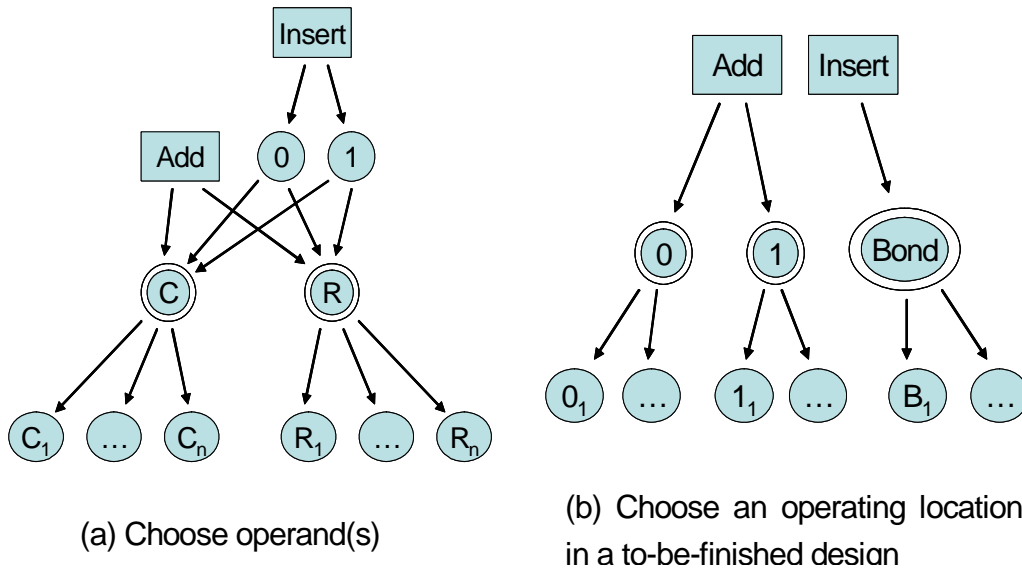 Insert
Add 0 1
C R
C1 … Cn R1 … Rn
(a) Choose operand(s)
Add Insert
0 1 Bond
01 … 11 … B1 …
(b) Choose an operating location
in a to-be-finished design